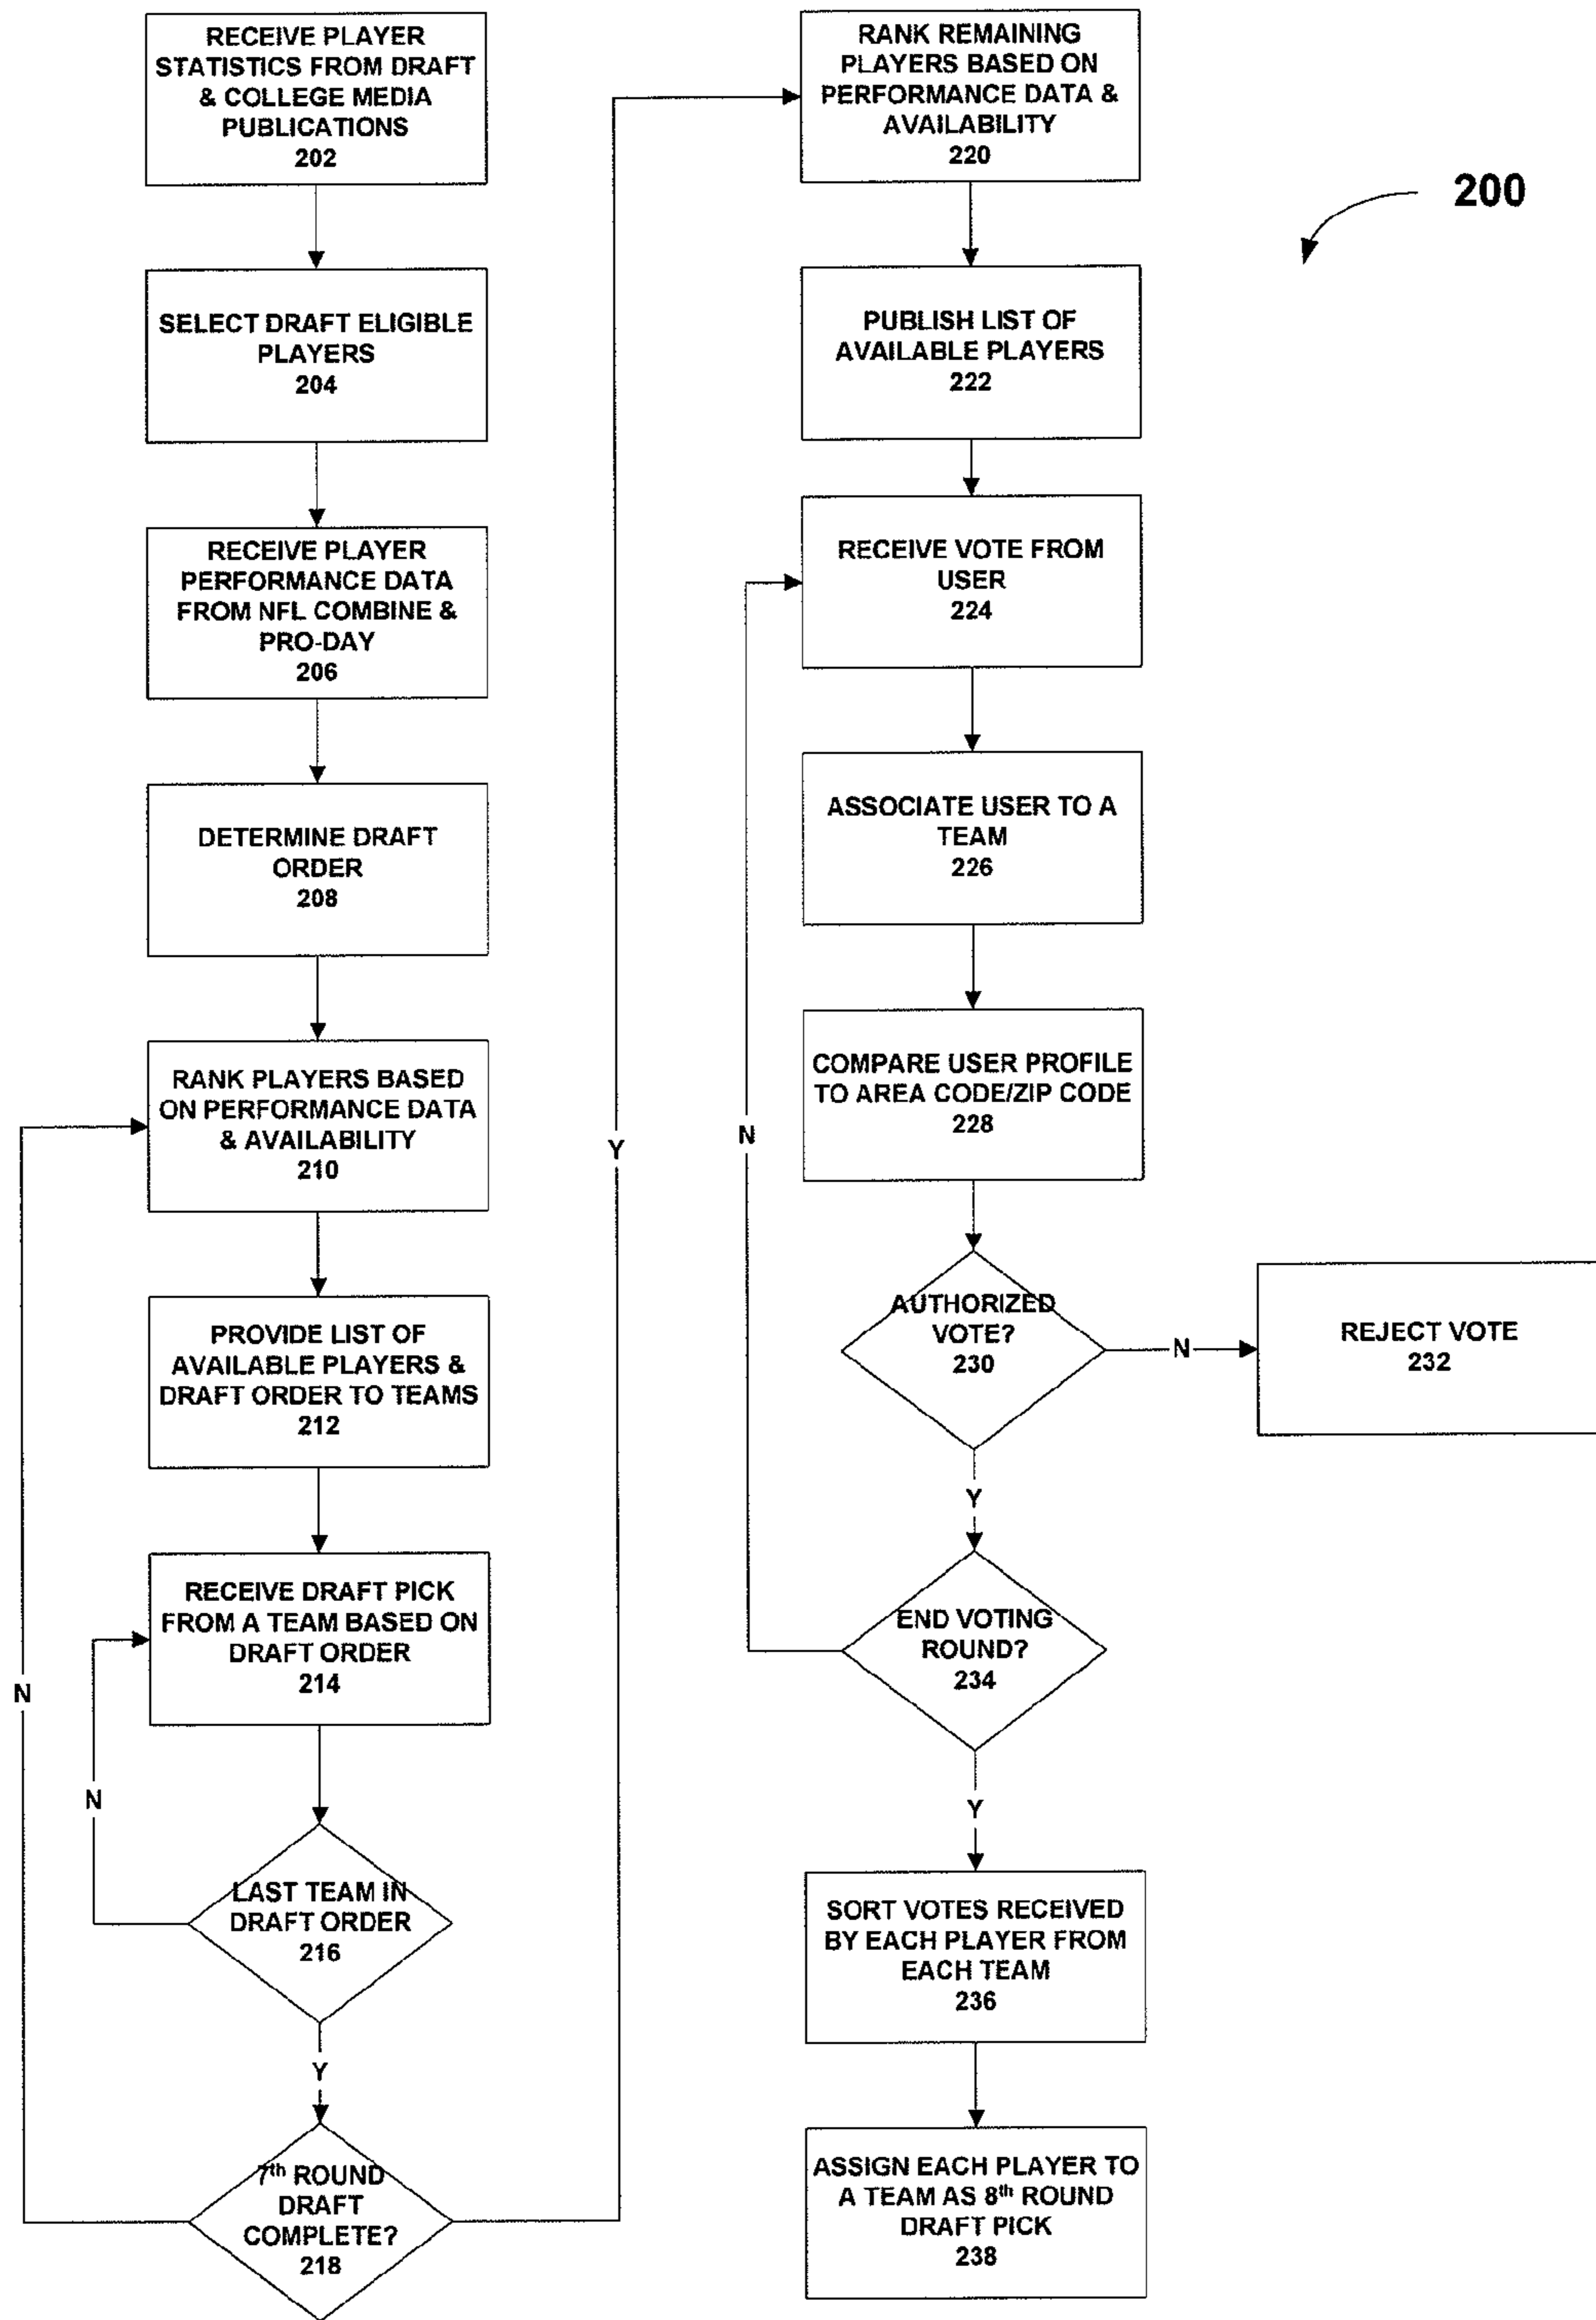 RECEIVE PLAYER
STATISTICS FROM DRAFT
& COLLEGE MEDIA
PUBLICATIONS
202
SELECT DRAFT ELIGIBLE
PLAYERS
204
RECEIVE PLAYER
PERFORMANCE DATA
FROM NFL COMBINE &
PRO-DAY
206
DETERMINE DRAFT
ORDER
208
RANK PLAYERS BASED
ON PERFORMANCE DATA
& AVAILABILITY
210
PROVIDE LIST OF
AVAILABLE PLAYERS &
DRAFT ORDER TO TEAMS
212
RECEIVE DRAFT PICK
FROM A TEAM BASED ON
DRAFT ORDER
214
N
N
LAST TEAM IN
DRAFT ORDER
216
Y
7th ROUND
DRAFT
COMPLETE?
218
Y
RANK REMAINING
PLAYERS BASED ON
PERFORMANCE DATA &
AVAILABILITY
220
200
PUBLISH LIST OF
AVAILABLE PLAYERS
222
RECEIVE VOTE FROM
USER
224
ASSOCIATE USER TO A
TEAM
226
COMPARE USER PROFILE
TO AREA CODE/ZIP CODE
228
N
AUTHORIZED
VOTE?
230
N
REJECT VOTE
232
Y
END VOTING
ROUND?
234
Y
SORT VOTES RECEIVED
BY EACH PLAYER FROM
EACH TEAM
236
ASSIGN EACH PLAYER TO
A TEAM AS 8th ROUND
DRAFT PICK
238